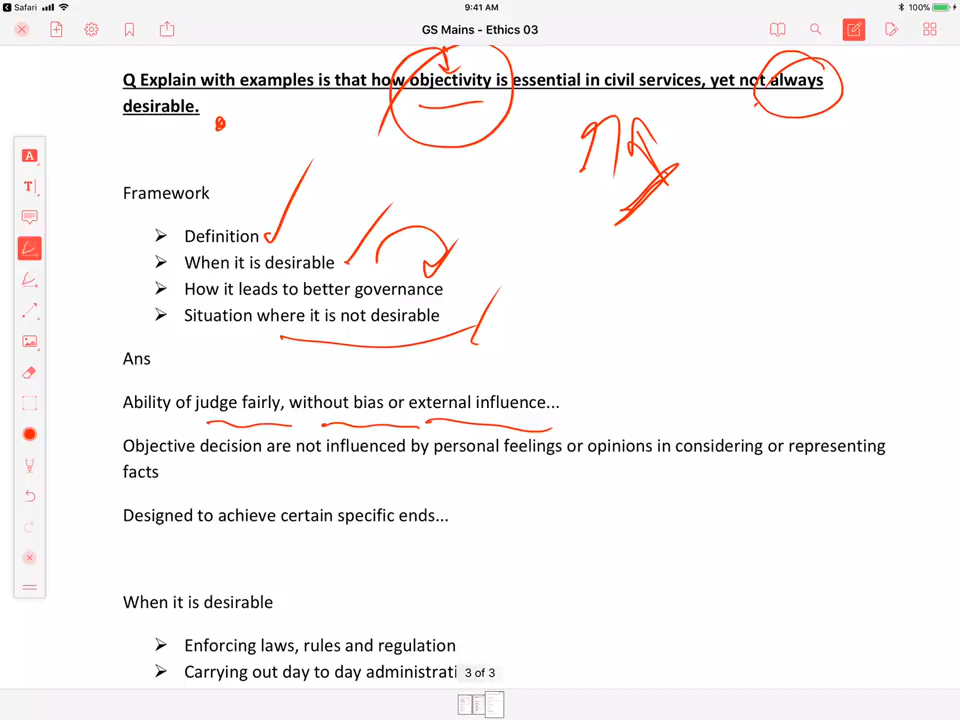 Safari
9:41 AM
100%
GS Mains - Ethics 03
Q Explain with examples is that how objectivity is essential in civil services, yet not always
desirable.
Framework
Definition
When it is desirable
How it leads to better governance
Situation where it is not desirable
Ans
Ability of judge fairly, without bias or external influence...
Objective decision are not influenced by personal feelings or opinions in considering or representing
facts
Designed to achieve certain specific ends...
When it is desirable
Enforcing laws, rules and regulation
Carrying out day to day administrati
3 of 3
A
T